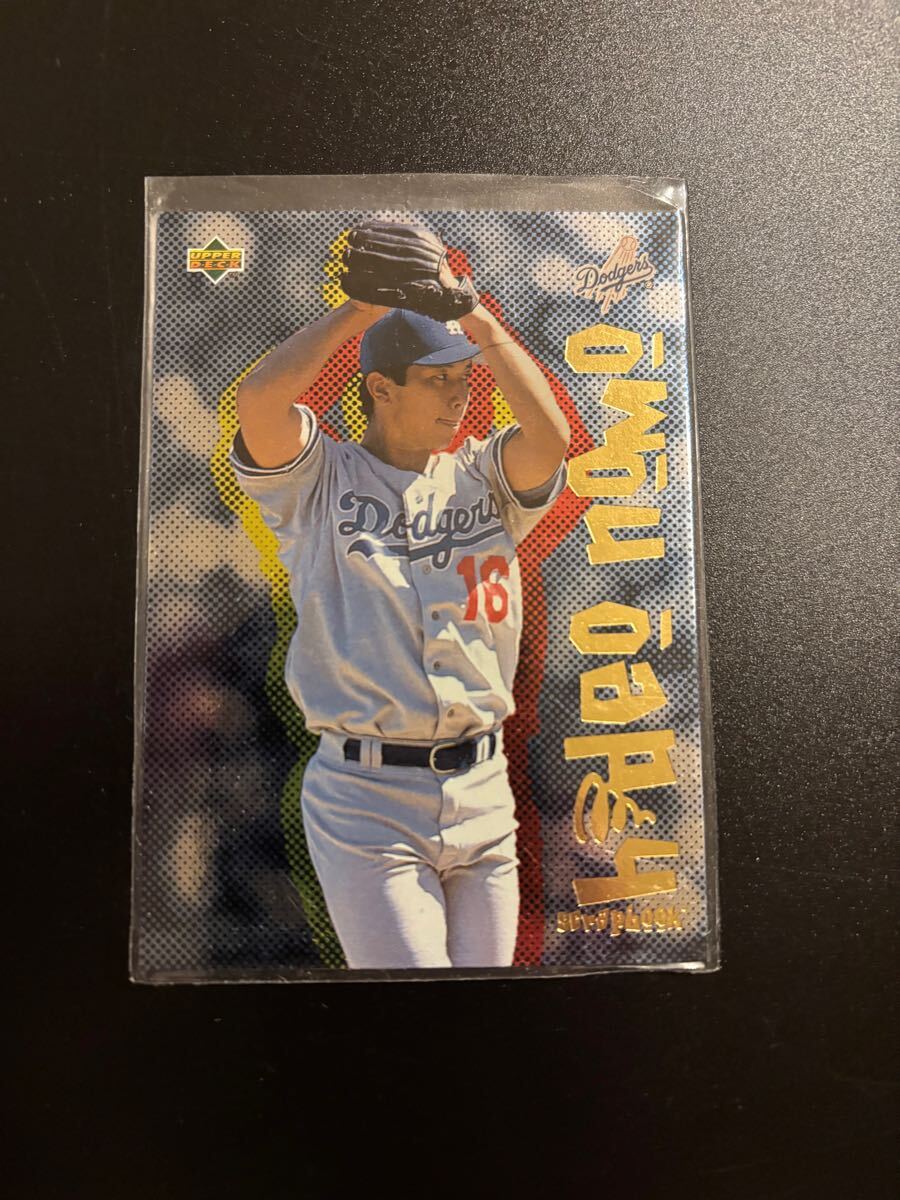 UPPER
DECK
Dodgers
Dodgers
16
hideo nomo
scrapbook